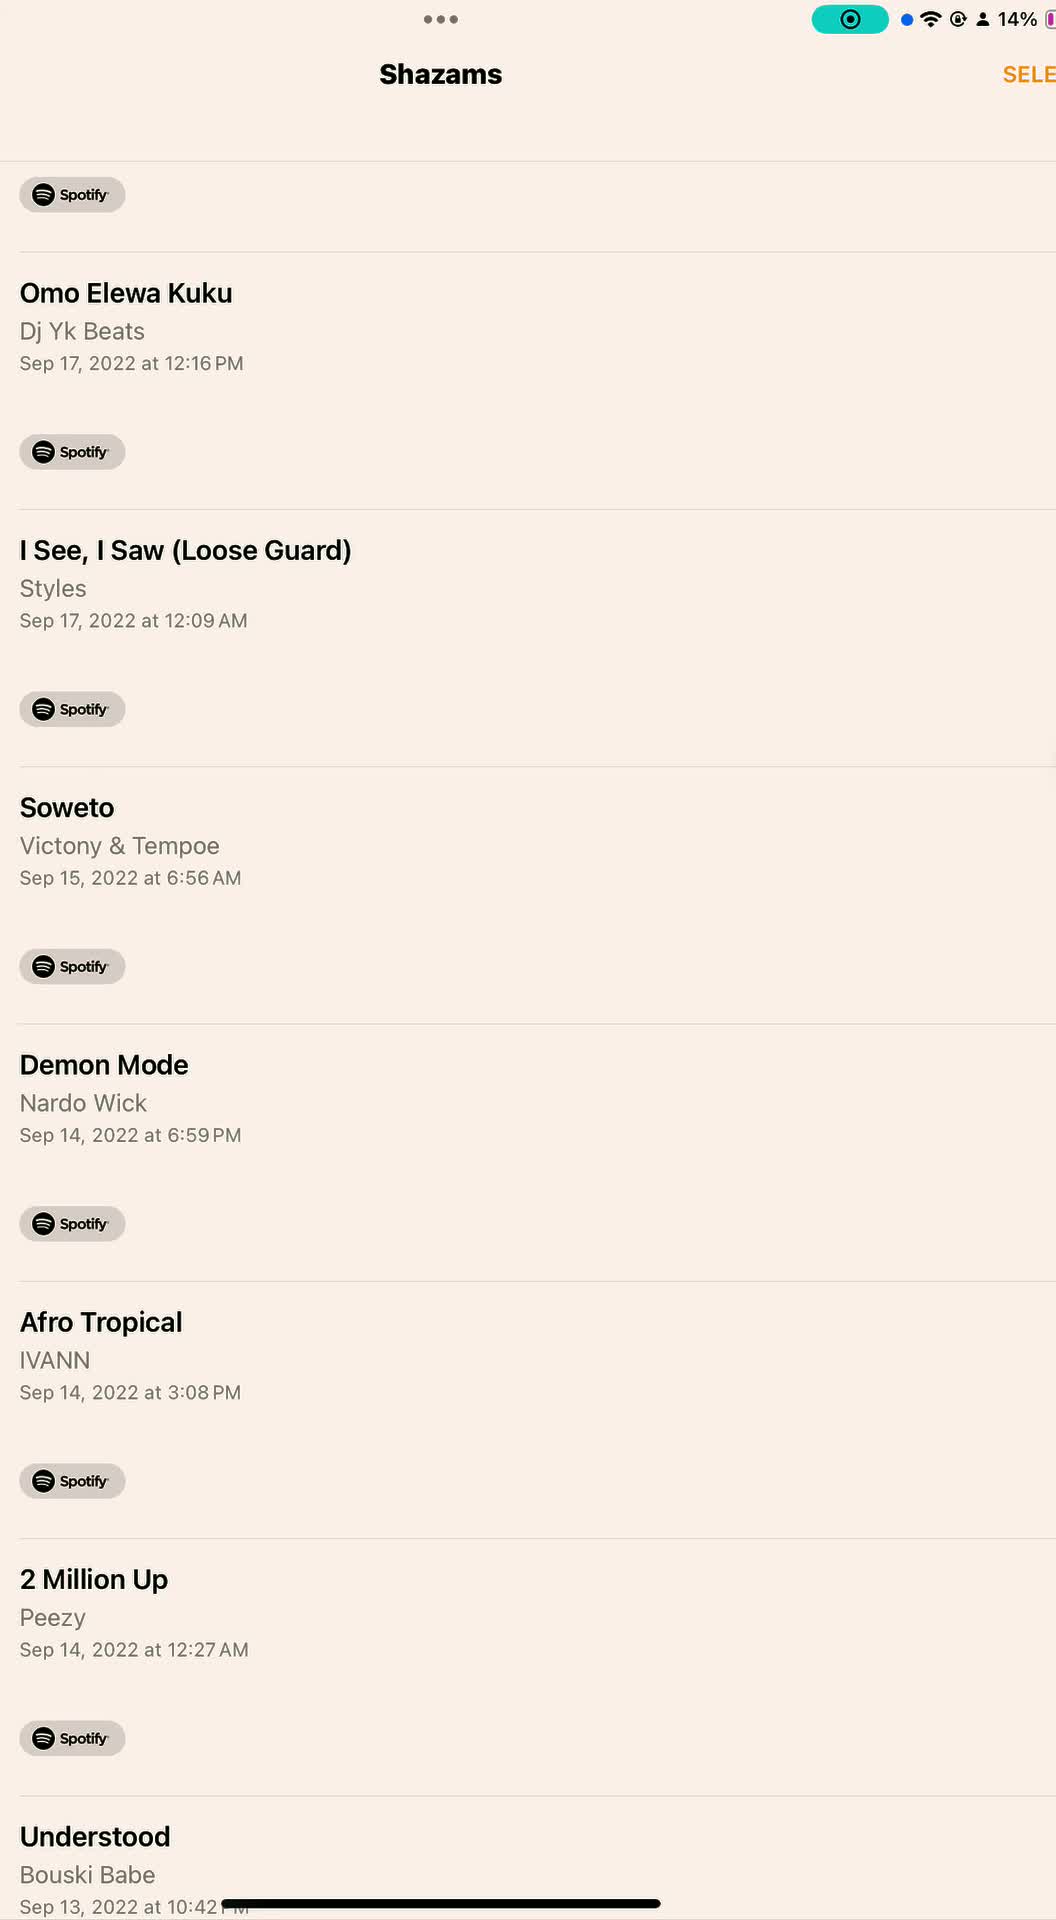 14%
Shazams
SELE
Spotify
Omo Elewa Kuku
Dj Yk Beats
Sep 17, 2022 at 12:16 PM
Spotify
I See, I Saw (Loose Guard)
Styles
Sep 17, 2022 at 12:09 AM
Spotify
Soweto
Victony & Tempoe
Sep 15, 2022 at 6:56 AM
Spotify
Demon Mode
Nardo Wick
Sep 14, 2022 at 6:59 PM
Spotify
Afro Tropical
IVANN
Sep 14, 2022 at 3:08 PM
Spotify
2 Million Up
Peezy
Sep 14, 2022 at 12:27 AM
Spotify
Understood
Bouski Babe
Sep 13, 2022 at 10:42 PM